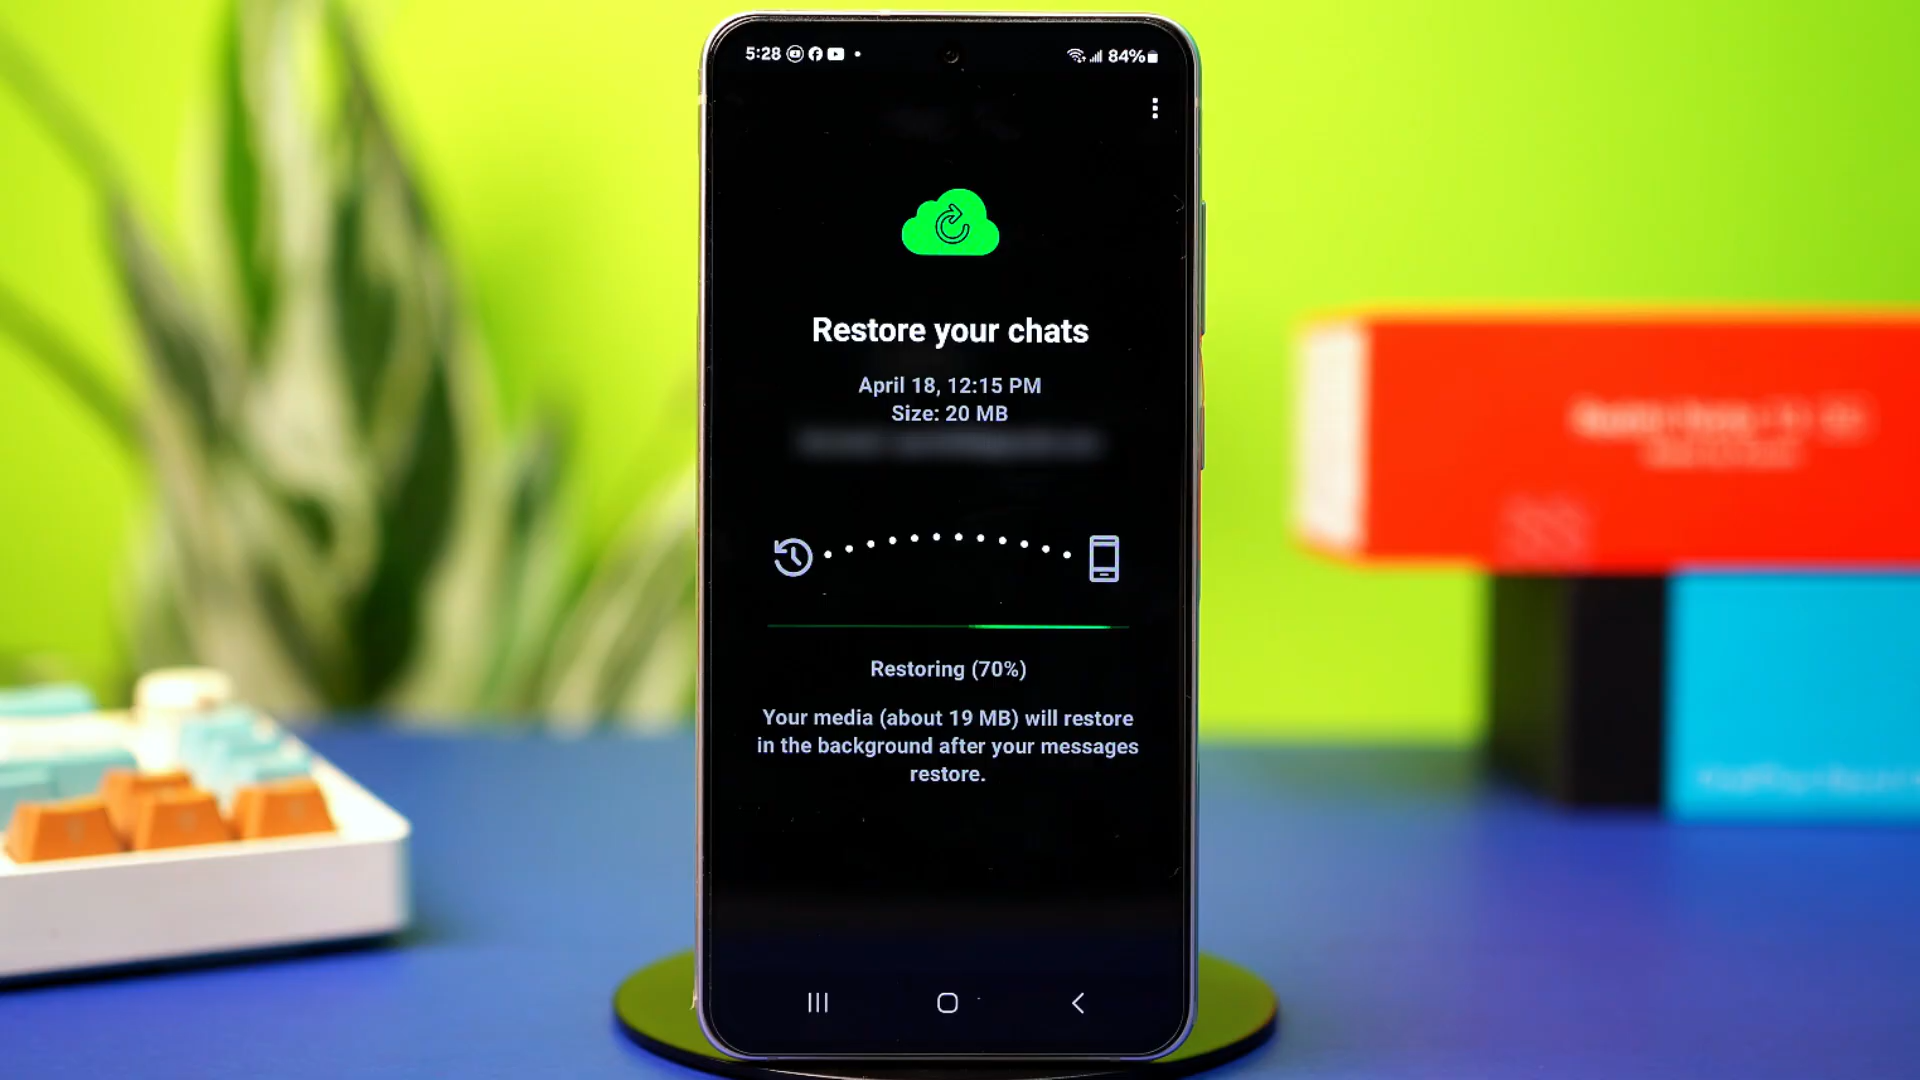 5:28
84%
Restore your chats
April 18, 12:15 PM
Size: 20 MB
Restoring (70%)
Your media (about 19 MB) will restore
in the background after your messages
restore.